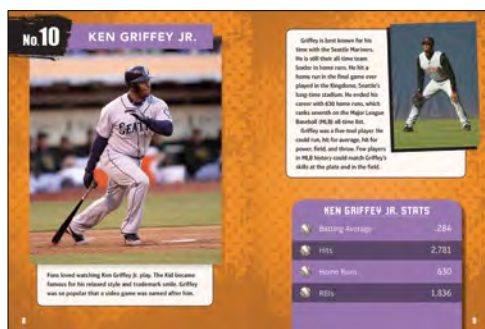 No. 10
KEN GRIFFEY JR.
SEATTLE
Fans loved watching Ken Griffey Jr. play. The Kid became
famous for his relaxed style and trademark smile. Griffey
was so popular that a video game was named after him.
8
Griffey is best known for his
time with the Seattle Mariners.
He is still their all-time team
leader in home runs. He hit a
home run in the final game ever
played in the Kingdome, Seattle's
long-time stadium. He ended his
career with 630 home runs, which
ranks seventh on the Major League
Baseball (MLB) all-time list.
Griffey was a five-tool player. He
could run, hit for average, hit for
power, field, and throw. Few players
in MLB history could match Griffey's
skills at the plate and in the field.
KEN GRIFFEY JR. STATS
Batting Average .284
Hits 2,781
Home Runs 630
RBIs 1,836
9